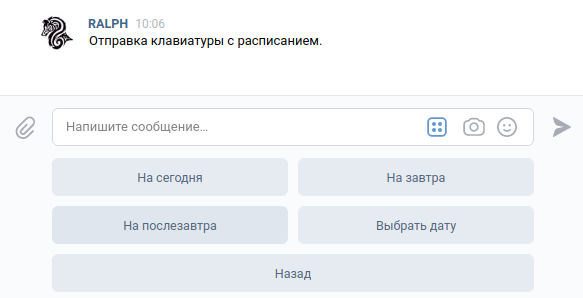 RALPH 10:06
Отправка клавиатуры с расписанием.
Напишите сообщение...
На сегодня
На завтра
На послезавтра
Выбрать дату
Назад